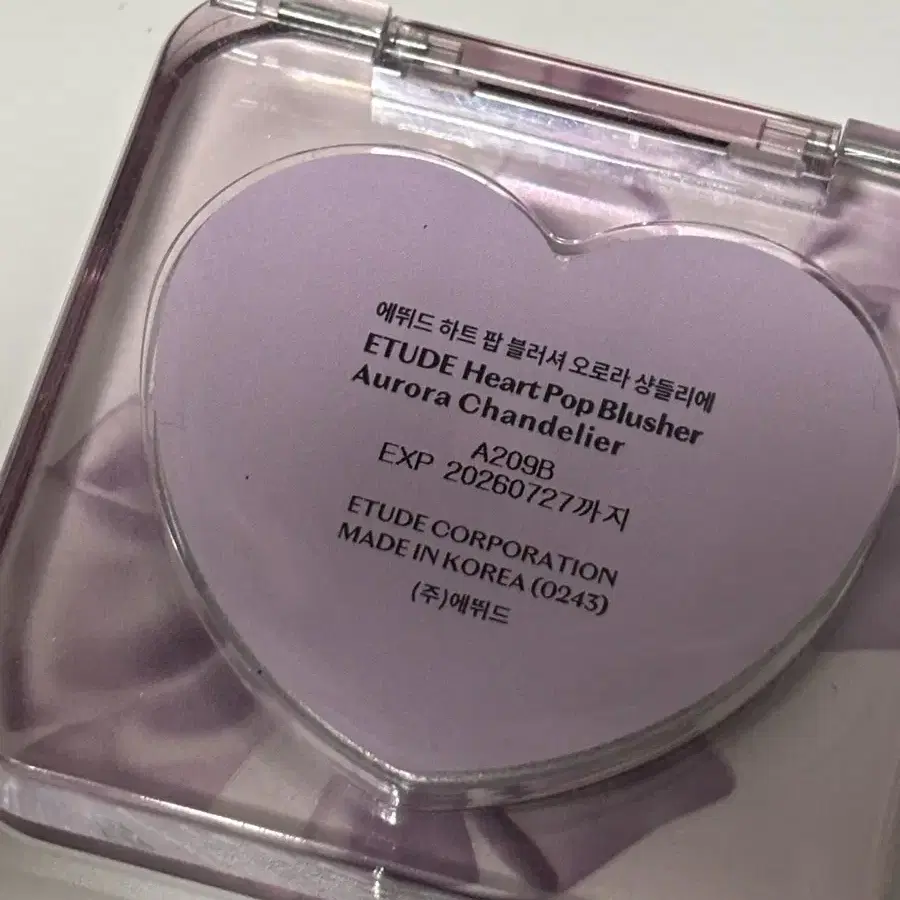 에뛰드 하트 팝 블러셔 오로라 샹들리에
ETUDE Heart Pop Blusher
Aurora Chandelier
A209B
EXP 20260727까지
ETUDE CORPORATION
MADE IN KOREA (0243)
(주)에뛰드